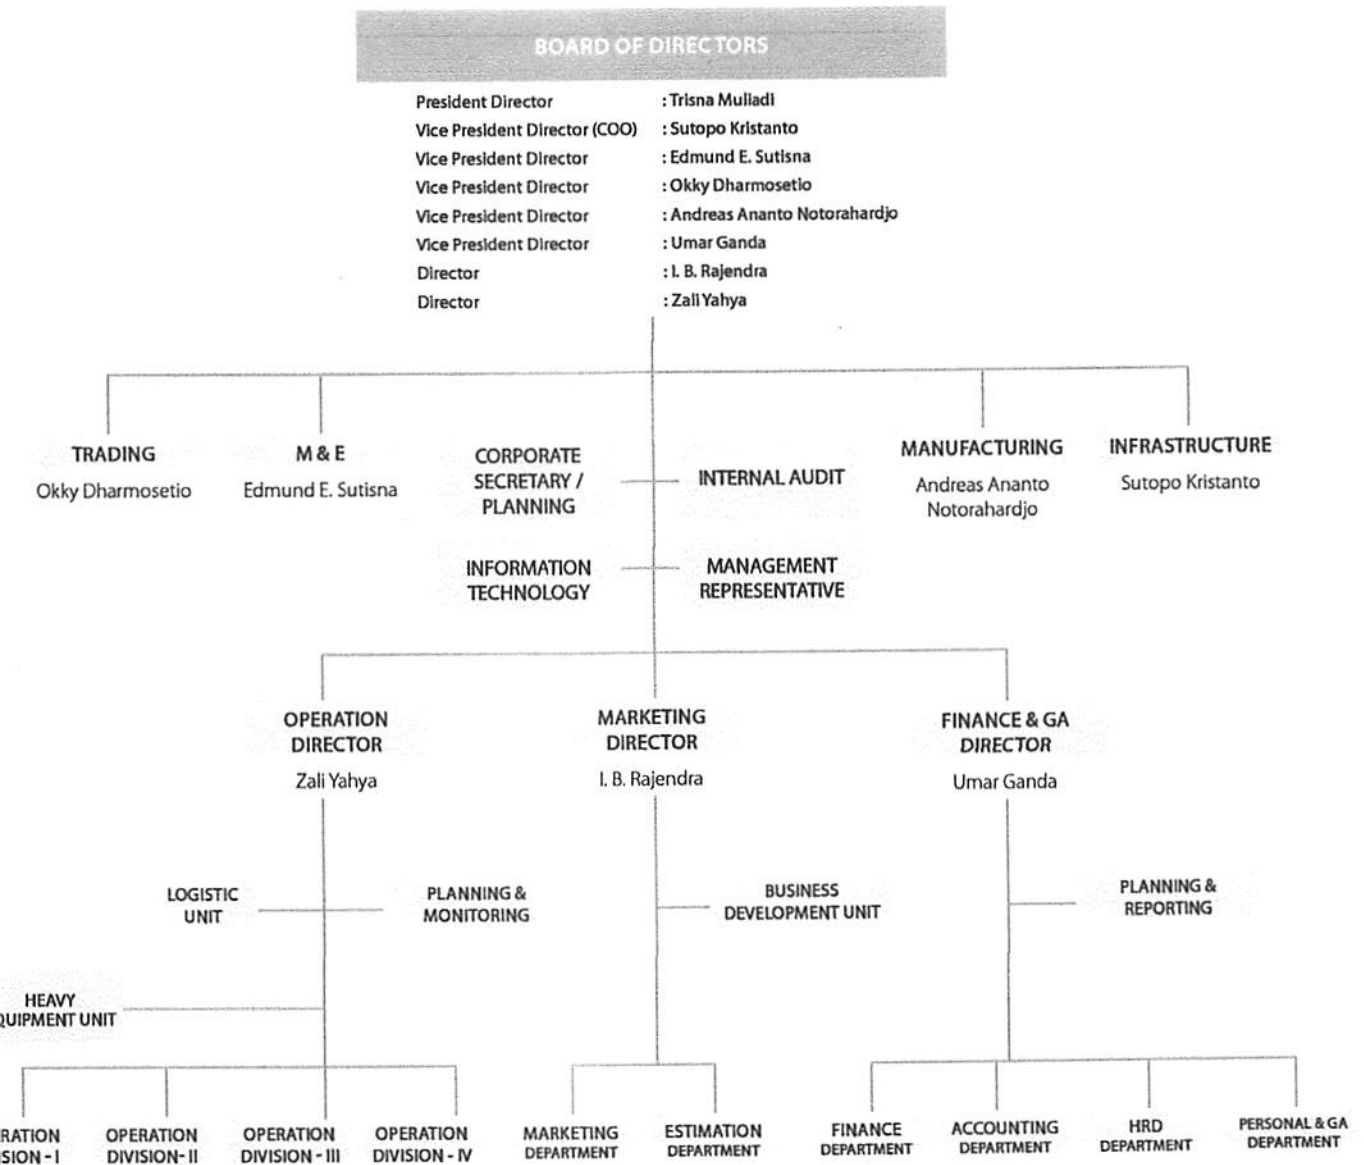 BOARD OF DIRECTORS
President Director : Trisna Muliadi
Vice President Director (COO) : Sutopo Kristanto
Vice President Director : Edmund E. Sutisna
Vice President Director : Okky Dharmosetio
Vice President Director : Andreas Ananto Notorahardjo
Vice President Director : Umar Ganda
Director : I. B. Rajendra
Director : Zali Yahya
TRADING
Okky Dharmosetio
M & E
Edmund E. Sutisna
CORPORATE
SECRETARY /
PLANNING
INTERNAL AUDIT
MANUFACTURING
Andreas Ananto
Notorahardjo
INFRASTRUCTURE
Sutopo Kristanto
INFORMATION
TECHNOLOGY
MANAGEMENT
REPRESENTATIVE
OPERATION
DIRECTOR
Zali Yahya
MARKETING
DIRECTOR
I. B. Rajendra
FINANCE & GA
DIRECTOR
Umar Ganda
LOGISTIC
UNIT
PLANNING &
MONITORING
BUSINESS
DEVELOPMENT UNIT
PLANNING &
REPORTING
HEAVY
QUIPMENT UNIT
RATION
ISION - I
OPERATION
DIVISION- II
OPERATION
DIVISION - III
OPERATION
DIVISION - IV
MARKETING
DEPARTMENT
ESTIMATION
DEPARTMENT
FINANCE
DEPARTMENT
ACCOUNTING
DEPARTMENT
HRD
DEPARTMENT
PERSONAL & GA
DEPARTMENT